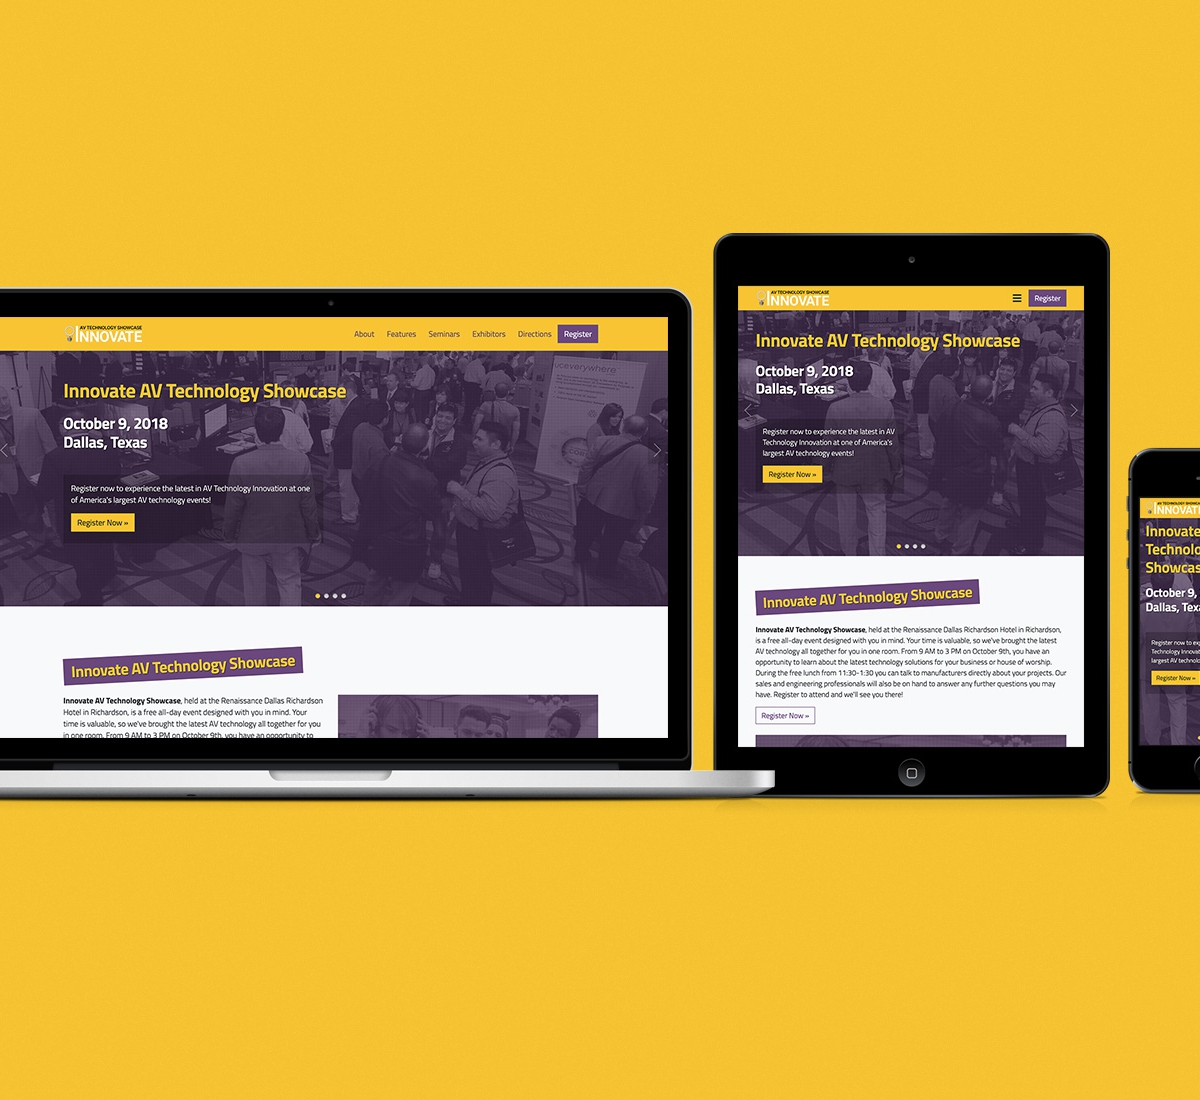 AV TECHNOLOGY SHOWCASE
INNOVATE
About Features Seminars Exhibitors Directions Register
Innovate AV Technology Showcase
October 9, 2018
Dallas, Texas
Register now to experience the latest in AV Technology Innovation at one
of America's largest AV technology events!
Register Now »
Innovate AV Technology Showcase
Innovate AV Technology Showcase, held at the Renaissance Dallas Richardson
Hotel in Richardson, is a free all-day event designed with you in mind. Your
time is valuable, so we've brought the latest AV technology all together for you
in one room. From 9 AM to 3 PM on October 9th, you have an opportunity to
AV TECHNOLOGY SHOWCASE
INNOVATE
Register
Innovate AV Technology Showcase
October 9, 2018
Dallas, Texas
Register now to experience the latest in AV
Technology Innovation at one of America's
largest AV technology events!
Register Now »
Innovate AV Technology Showcase
Innovate AV Technology Showcase, held at the Renaissance Dallas Richardson Hotel in Richardson,
is a free all-day event designed with you in mind. Your time is valuable, so we've brought the latest
AV technology all together for you in one room. From 9 AM to 3 PM on October 9th, you have an
opportunity to learn about the latest technology solutions for your business or house of worship.
During the free lunch from 11:30-1:30 you can talk to manufacturers directly about your projects. Our
sales and engineering professionals will also be on hand to answer any further questions you may
have. Register to attend and we'll see you there!
Register Now »
INNOVATE
Innovate
Technolo
Showcas
October 9,
Dallas, Texa
Register now to exp
Technology Innovat
largest AV technolo
Register Now »